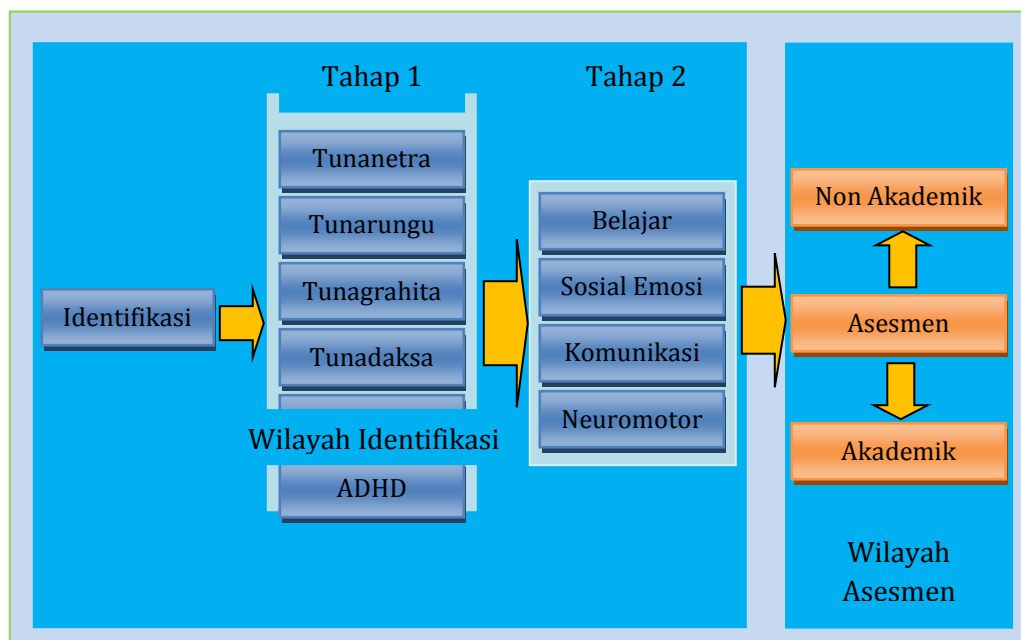 Tahap 1
Tahap 2
Identifikasi
Tunanetra
Tunarungu
Tunagrahita
Tunadaksa
Wilayah Identifikasi
ADHD
Belajar
Sosial Emosi
Komunikasi
Neuromotor
Non Akademik
Asesmen
Akademik
Wilayah
Asesmen